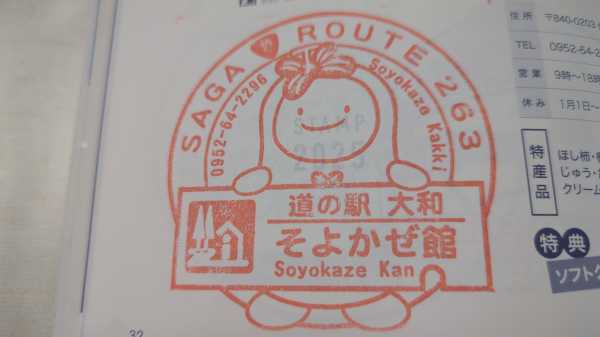 SAGA ROUTE 263
0952-64-2296
Soyokaze Kakki
STAMP
2025
道の駅 大和
そよかぜ館
Soyokaze Kan
住所 〒840-0203
TEL 0952-64-2
営業 9時～18時
休み 1月1日～
特産品
ほし柿・
じゅう・
クリーム
特典
ソフトク
32